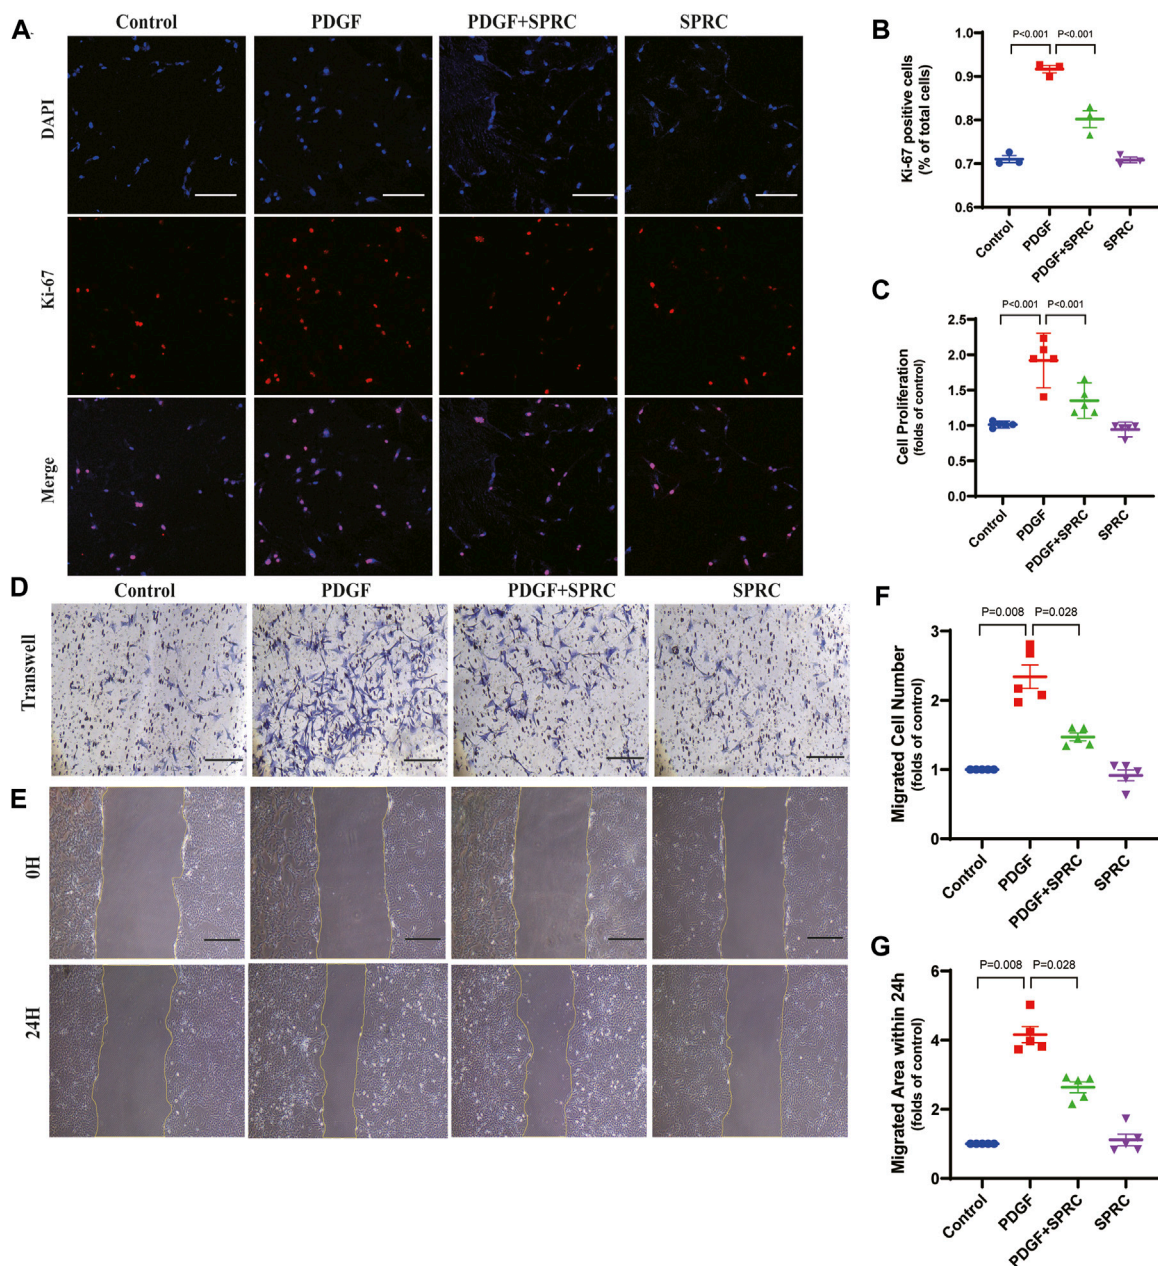 A
Control PDGF PDGF+SPRC SPRC
DAPI
Ki-67
Merge
B
Ki-67 positive cells
(% of total cells)
1.0
0.9
0.8
0.7
0.6
P<0.001 P<0.001
Control PDGF PDGF+SPRC SPRC
C
Cell Proliferation
(folds of control)
2.5
2.0
1.5
1.0
0.5
0.0
P<0.001 P<0.001
Control PDGF PDGF+SPRC SPRC
D
Control PDGF PDGF+SPRC SPRC
Transwell
E
0H
24H
F
Migrated Cell Number
(folds of control)
3
2
1
0
P=0.008 P=0.028
Control PDGF PDGF+SPRC SPRC
G
Migrated Area within 24h
(folds of control)
6
4
2
0
P=0.008 P=0.028
Control PDGF PDGF+SPRC SPRC